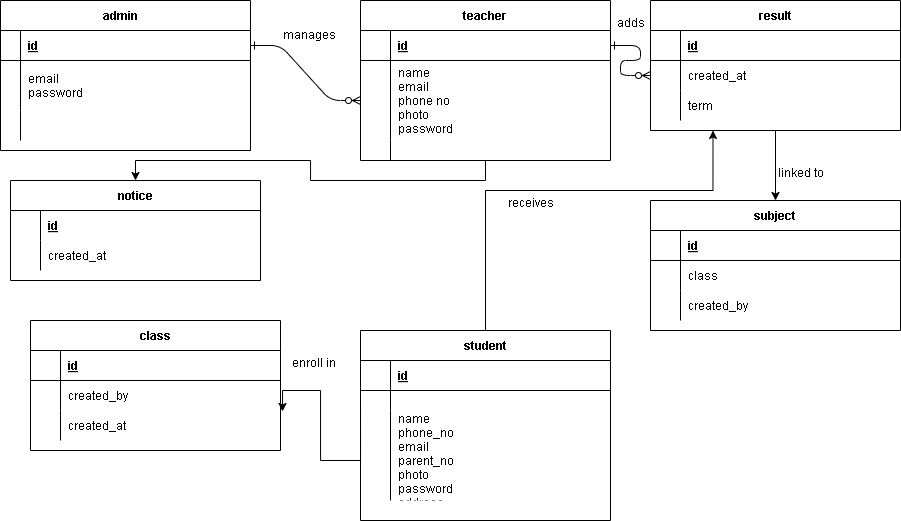 admin
id
email
password
manages
teacher
id
name
email
phone no
photo
password
adds
result
id
created_at
term
linked to
notice
id
created_at
receives
subject
id
class
created_by
class
id
created_by
created_at
enroll in
student
id
name
phone_no
email
parent_no
photo
password